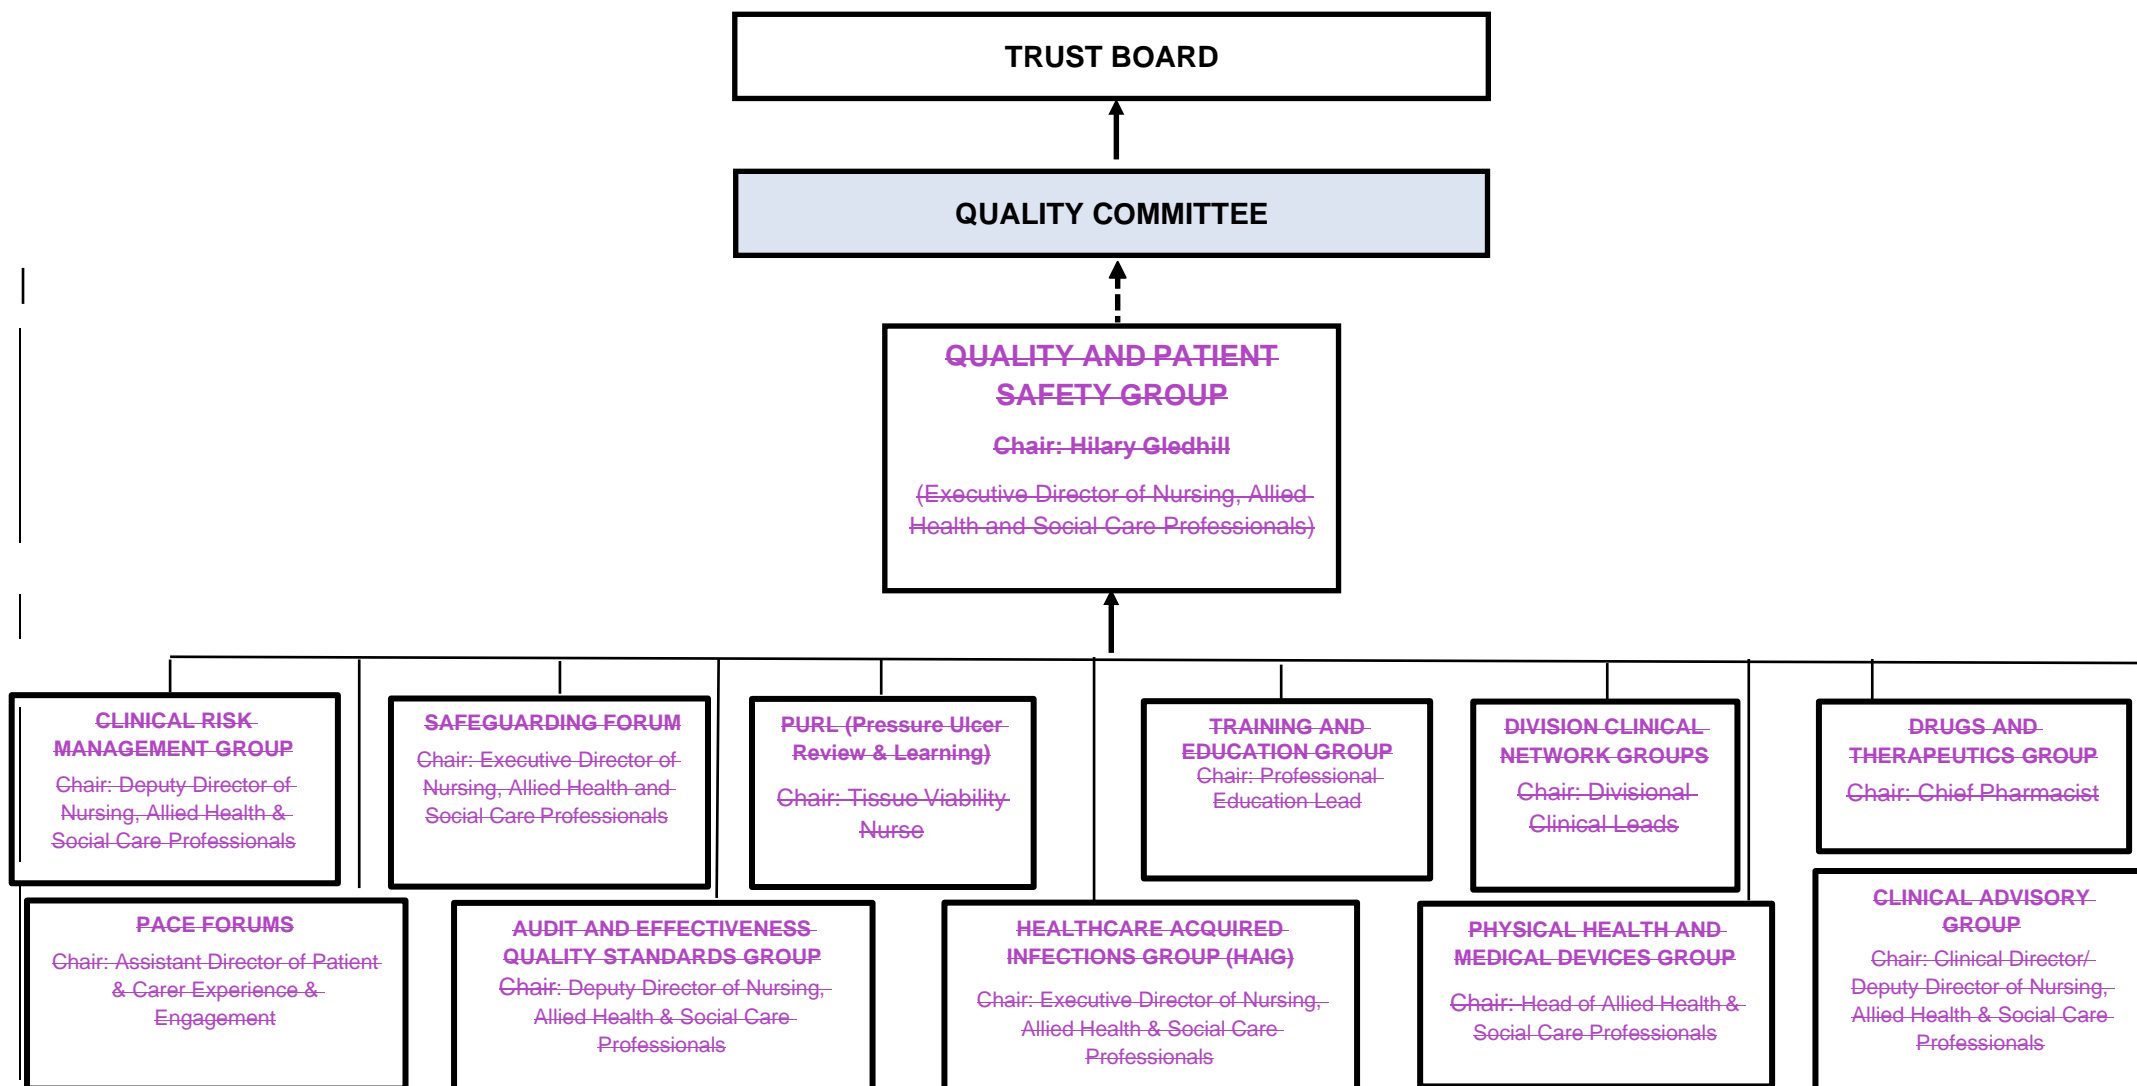 TRUST BOARD
QUALITY COMMITTEE
QUALITY AND PATIENT
SAFETY GROUP
Chair: Hilary Gledhill
(Executive Director of Nursing, Allied
Health and Social Care Professionals)
CLINICAL RISK
MANAGEMENT GROUP
Chair: Deputy Director of
Nursing, Allied Health &
Social Care Professionals
SAFEGUARDING FORUM
Chair: Executive Director of
Nursing, Allied Health and
Social Care Professionals
PURL (Pressure Ulcer
Review & Learning)
Chair: Tissue Viability
Nurse
TRAINING AND
EDUCATION GROUP
Chair: Professional
Education Lead
DIVISION CLINICAL
NETWORK GROUPS
Chair: Divisional
Clinical Leads
DRUGS AND
THERAPEUTICS GROUP
Chair: Chief Pharmacist
PACE FORUMS
Chair: Assistant Director of Patient
& Carer Experience &
Engagement
AUDIT AND EFFECTIVENESS
QUALITY STANDARDS GROUP
Chair: Deputy Director of Nursing,
Allied Health & Social Care
Professionals
HEALTHCARE ACQUIRED
INFECTIONS GROUP (HAIG)
Chair: Executive Director of Nursing,
Allied Health & Social Care
Professionals
PHYSICAL HEALTH AND
MEDICAL DEVICES GROUP
Chair: Head of Allied Health &
Social Care Professionals
CLINICAL ADVISORY
GROUP
Chair: Clinical Director/
Deputy Director of Nursing,
Allied Health & Social Care
Professionals